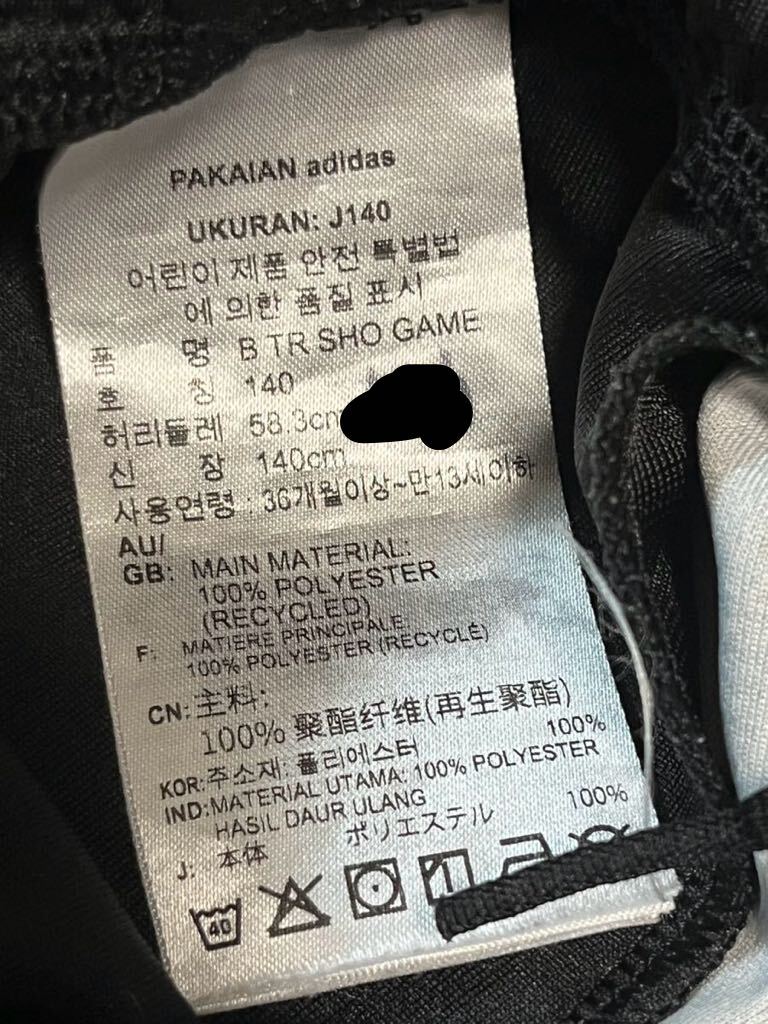 PAKAIAN adidas
UKURAN: J140
어린이 제품 안전 특별법
에 의한 품질 표시
품 명 B TR SHO GAME
호 칭 140
허리둘레 58.3cm
신 장 140cm
사용연령 : 36개월이상~만13세이하
AU/
GB: MAIN MATERIAL:
100% POLYESTER
(RECYCLED)
F: MATIERE PRINCIPALE:
100% POLYESTER (RECYCLÉ)
CN: 主料:
100% 聚酯纤维(再生聚酯)
KOR: 주소재: 폴리에스터 100%
IND: MATERIAL UTAMA: 100% POLYESTER
HASIL DAUR ULANG
J: 本体 ポリエステル 100%
40